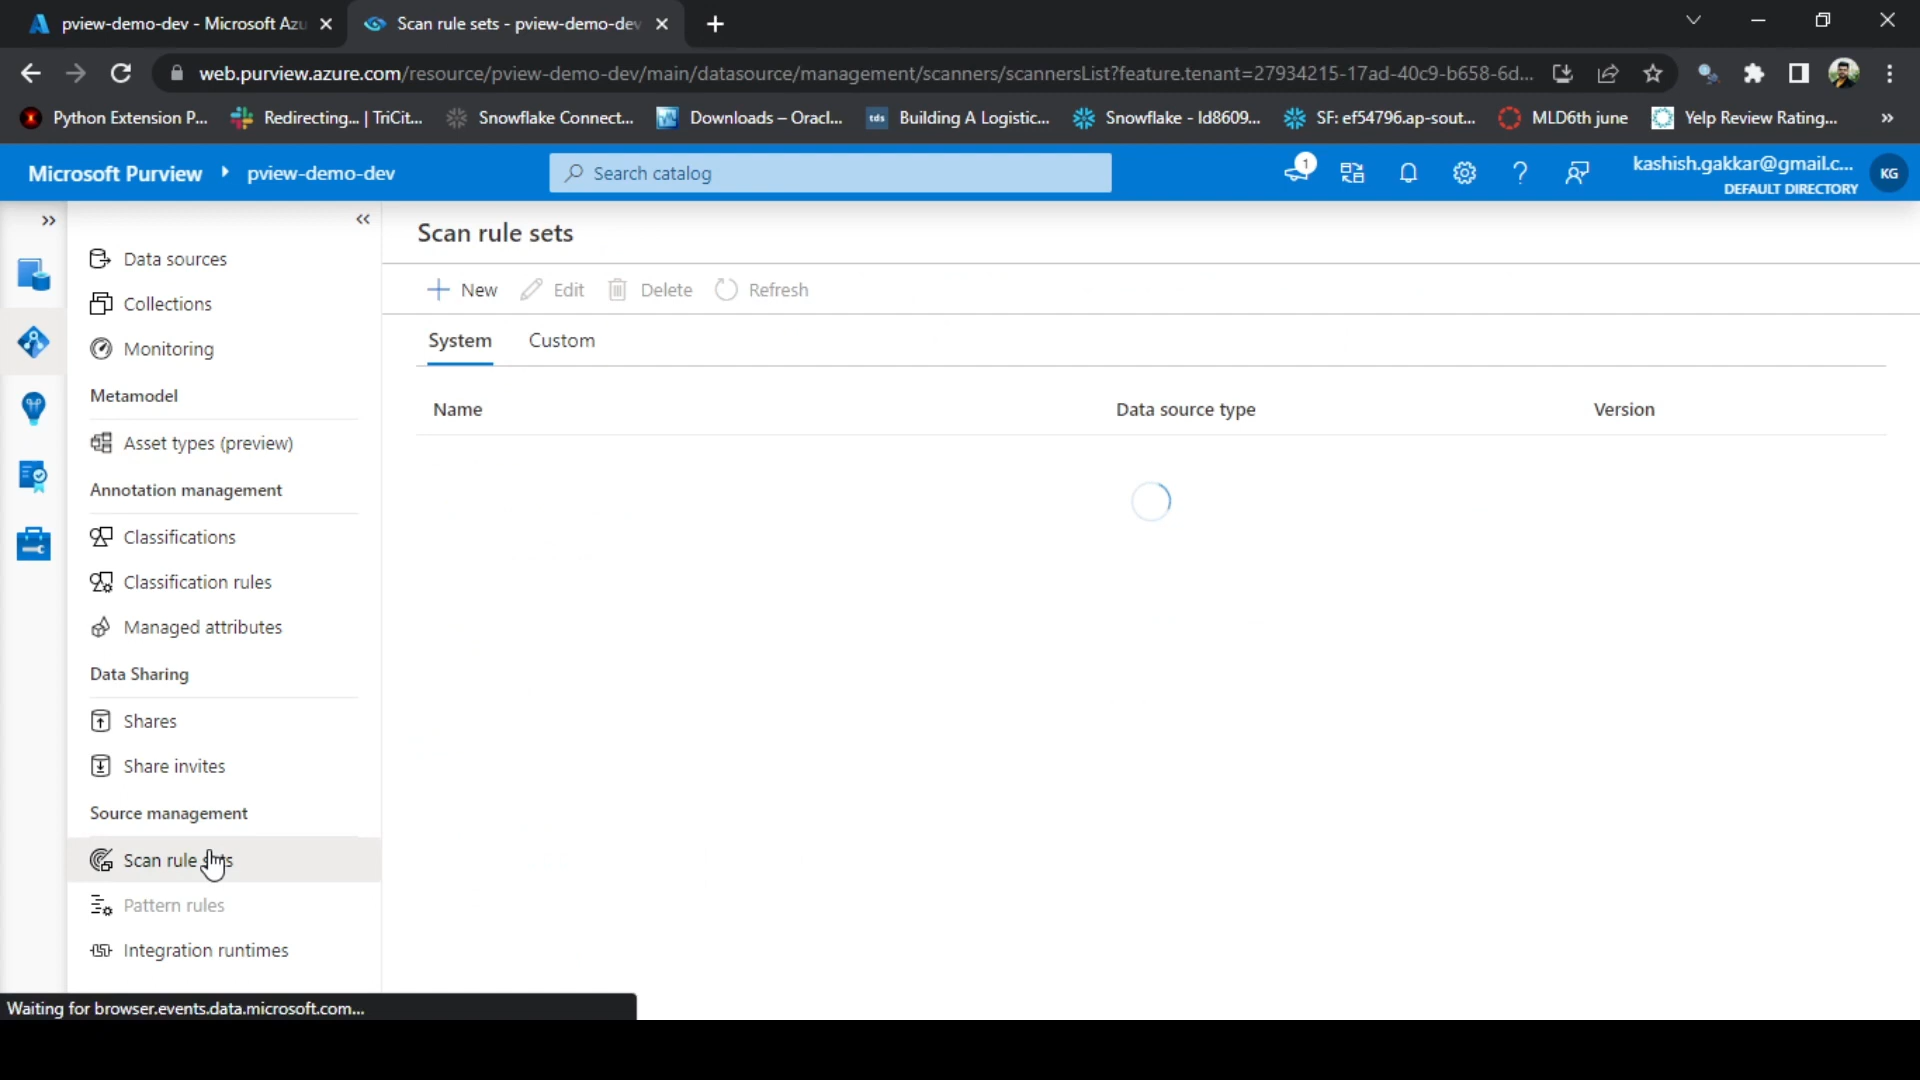 pview-demo-dev - Microsoft Azu
Scan rule sets - pview-demo-dev
web.purview.azure.com/resource/pview-demo-dev/main/datasource/management/scanners/scannersList?feature.tenant=27934215-17ad-40c9-b658-6d...
Python Extension P...
Redirecting... | TriCit...
Snowflake Connect...
Downloads – Oracl...
tds
Building A Logistic...
Snowflake - Id8609...
SF: ef54796.ap-sout...
MLD6th june
Yelp Review Rating...
»
Microsoft Purview
pview-demo-dev
Search catalog
1
kashish.gakkar@gmail.c...
DEFAULT DIRECTORY
KG
Data sources
Collections
Monitoring
Metamodel
Asset types (preview)
Annotation management
Classifications
Classification rules
Managed attributes
Data Sharing
Shares
Share invites
Source management
Scan rule sets
Pattern rules
Integration runtimes
Scan rule sets
New
Edit
Delete
Refresh
System
Custom
Name
Data source type
Version
Waiting for browser.events.data.microsoft.com...